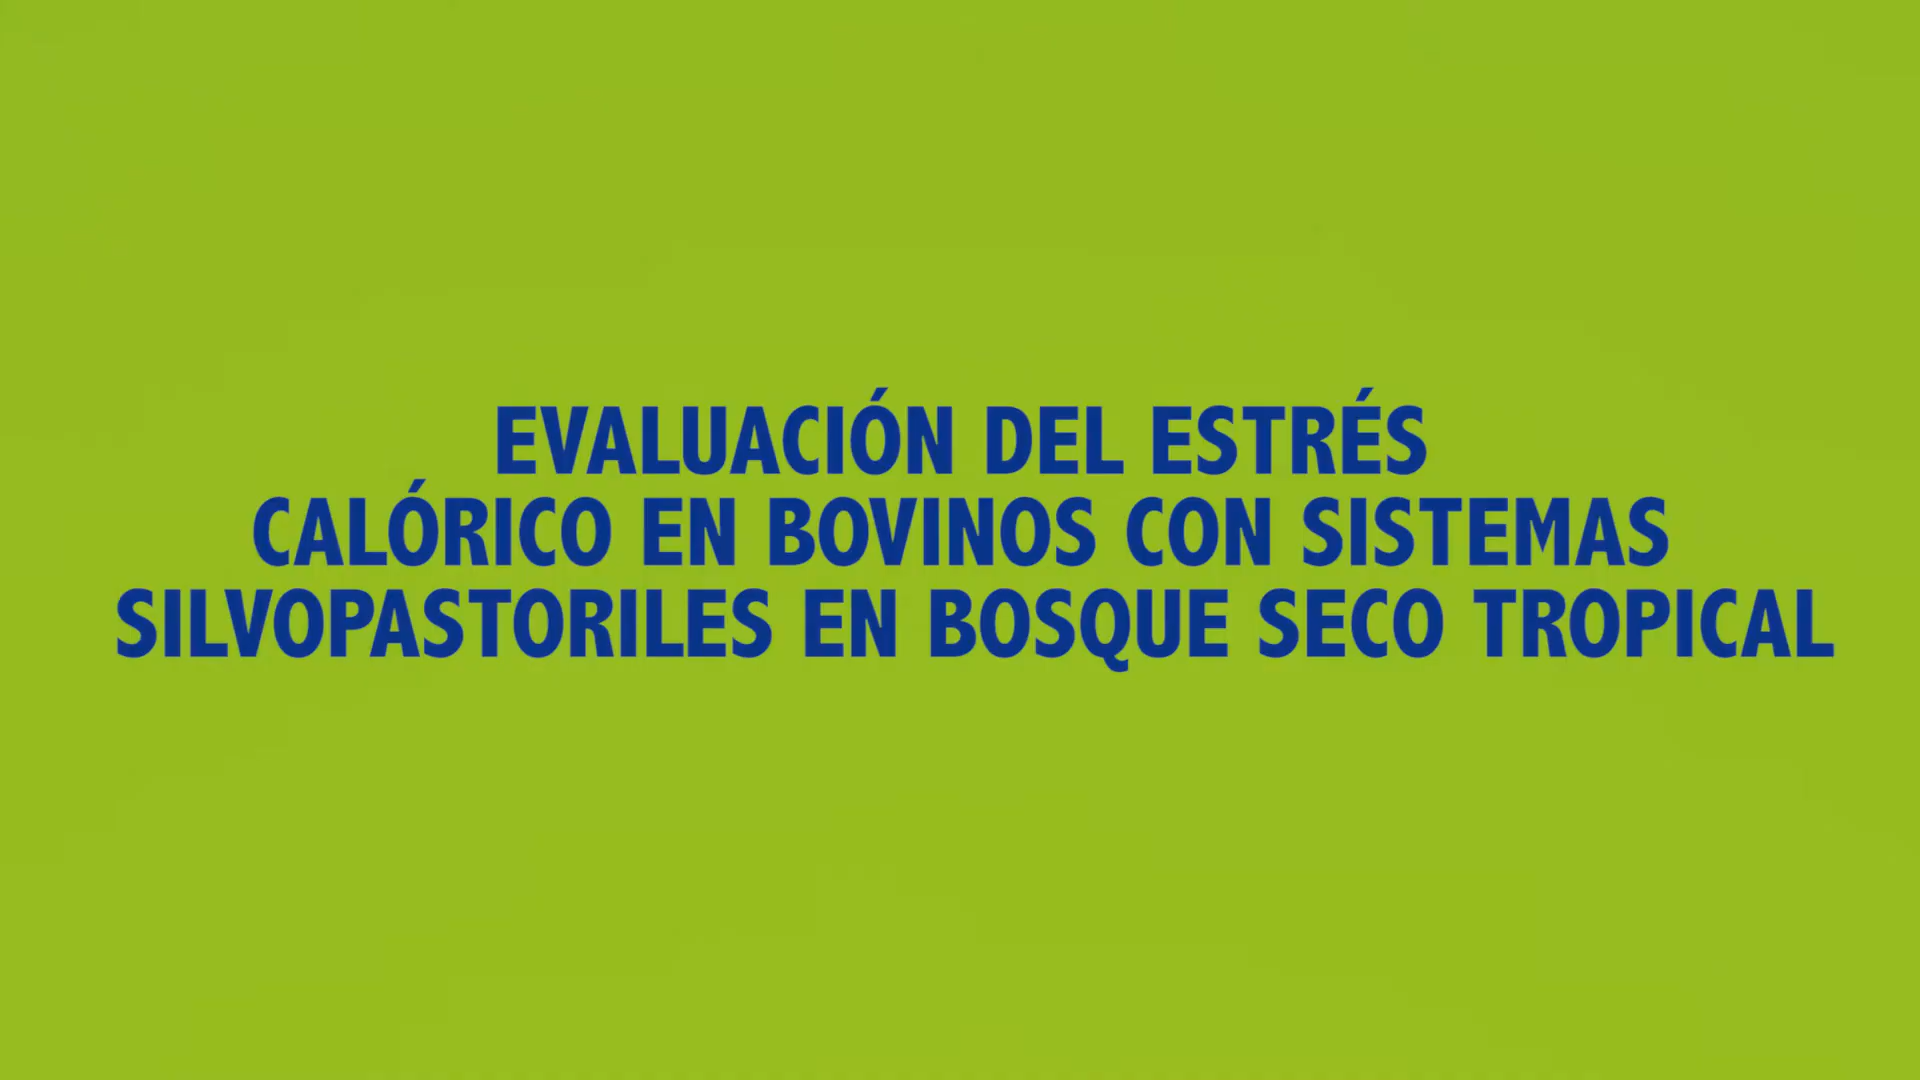 EVALUACIÓN DEL ESTRÉS
CALÓRICO EN BOVINOS CON SISTEMAS
SILVOPASTORILES EN BOSQUE SECO TROPICAL